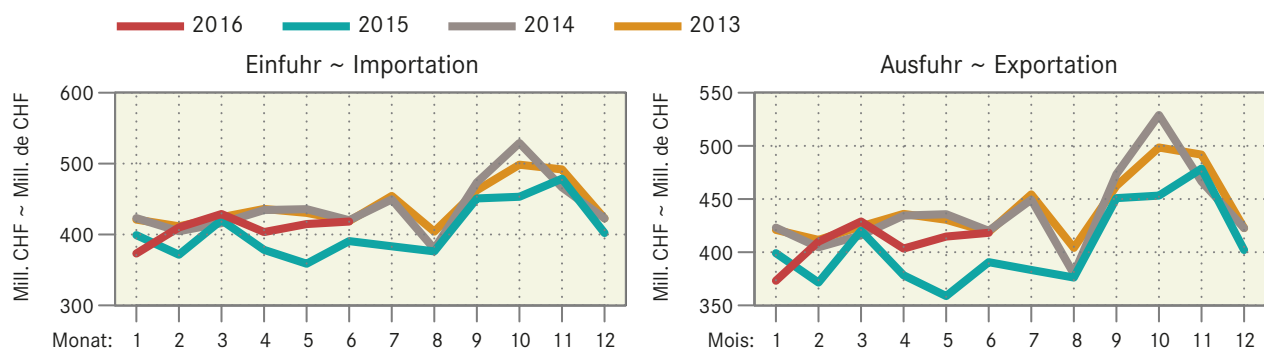 2016 2015 2014 2013
Einfuhr ~ Importation
Mill. CHF ~ Mill. de CHF
600
500
400
300
Monat: 1 2 3 4 5 6 7 8 9 10 11 12
Ausfuhr ~ Exportation
Mill. CHF ~ Mill. de CHF
550
500
450
400
350
Mois: 1 2 3 4 5 6 7 8 9 10 11 12